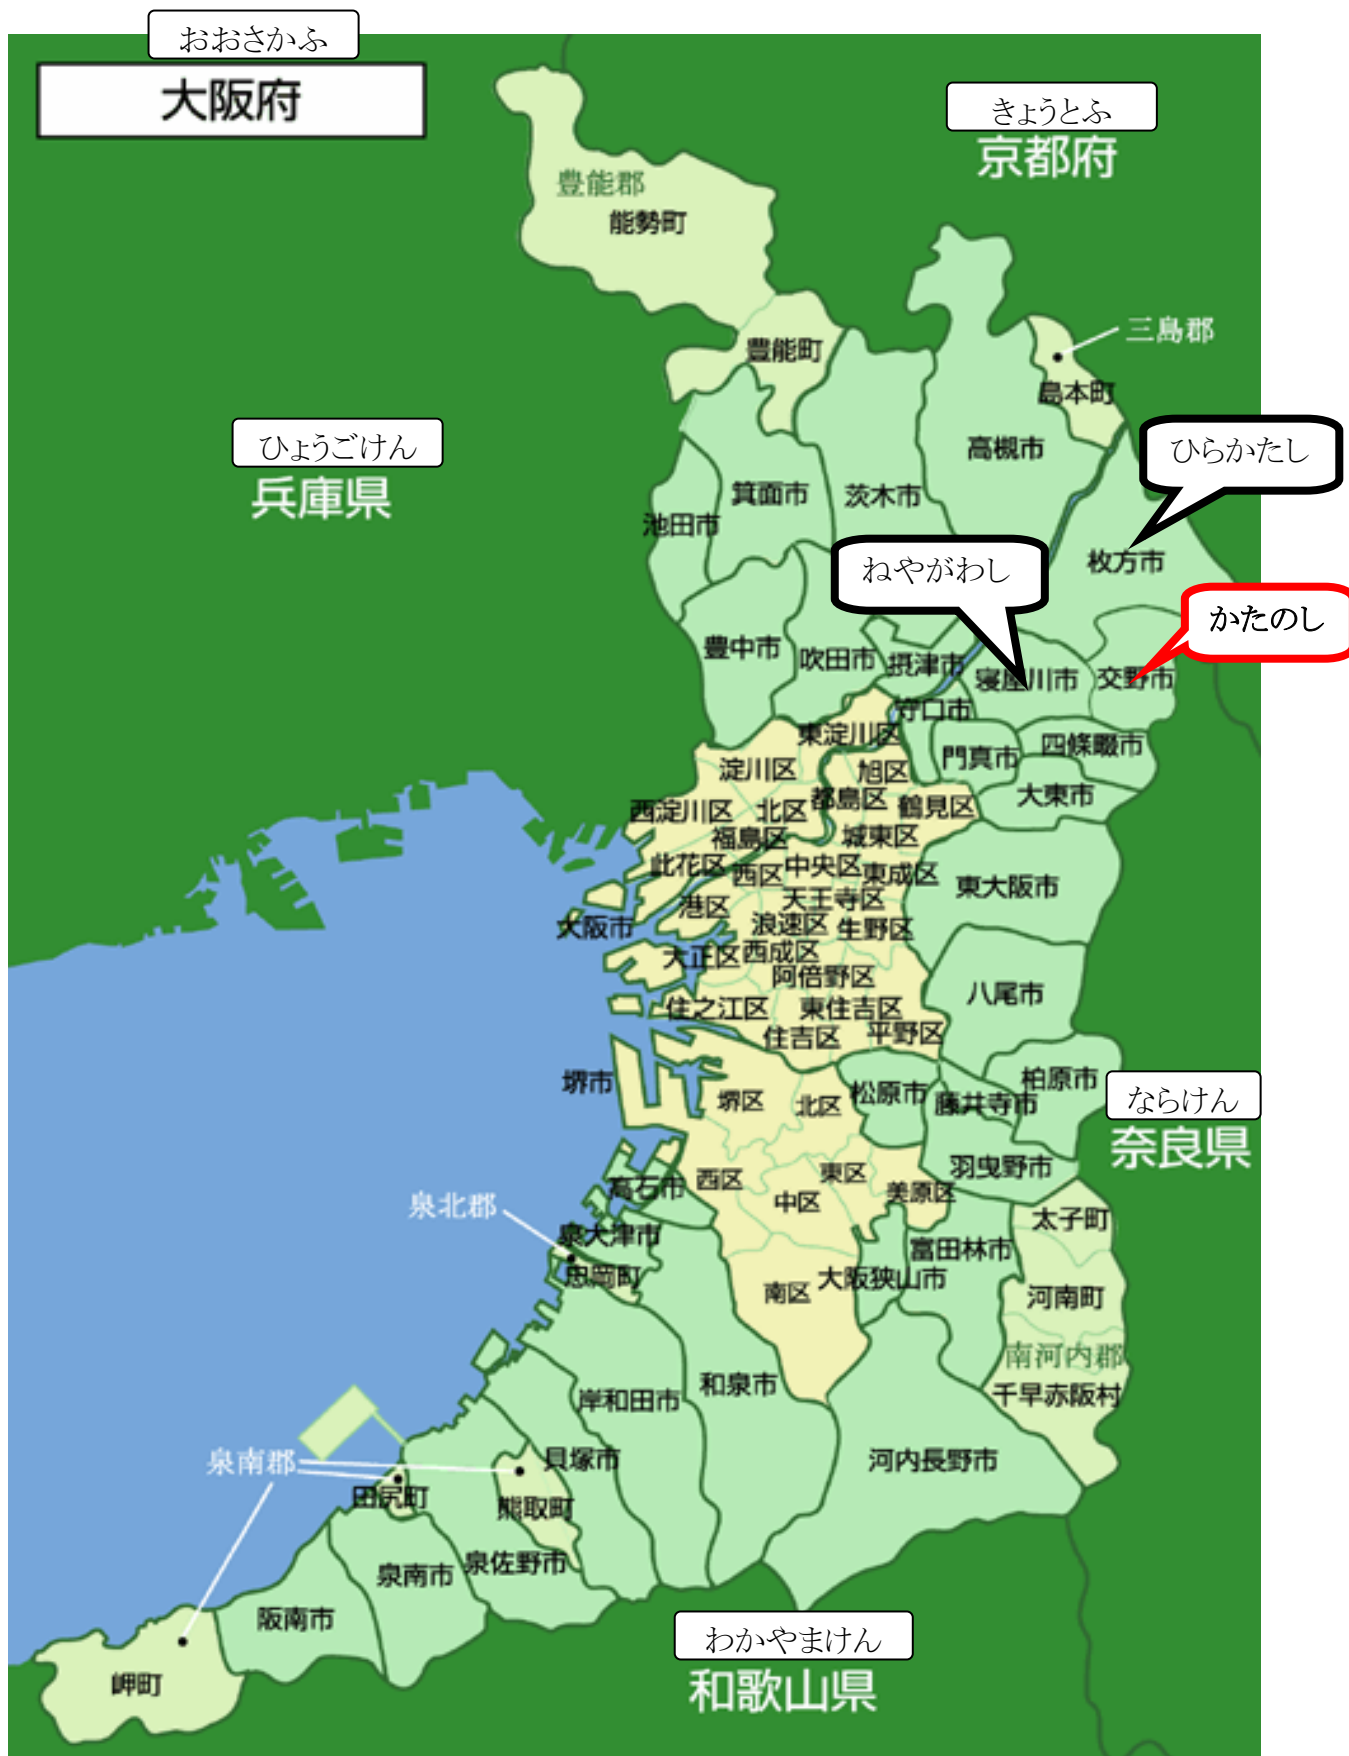 おおさかふ
大阪府
きょうとふ
京都府
豊能郡
能勢町
三島郡
豊能町
島本町
ひょうごけん
兵庫県
高槻市
ひらかたし
箕面市
茨木市
池田市
枚方市
ねやがわし
かたのし
豊中市
吹田市
摂津市
寝屋川市
交野市
守口市
東淀川区
門真市
四條畷市
淀川区
旭区
大東市
西淀川区
北区
都島区
鶴見区
福島区
城東区
此花区
西区
中央区
東成区
東大阪市
港区
天王寺区
大阪市
浪速区
生野区
大正区
西成区
阿倍野区
八尾市
住之江区
東住吉区
住吉区
平野区
堺市
堺区
北区
松原市
藤井寺市
柏原市
ならけん
奈良県
高石市
西区
中区
東区
美原区
羽曳野市
泉北郡
泉大津市
忠岡町
南区
大阪狭山市
富田林市
太子町
河南町
南河内郡
千早赤阪村
岸和田市
和泉市
河内長野市
泉南郡
貝塚市
田尻町
熊取町
泉佐野市
泉南市
阪南市
岬町
わかやまけん
和歌山県